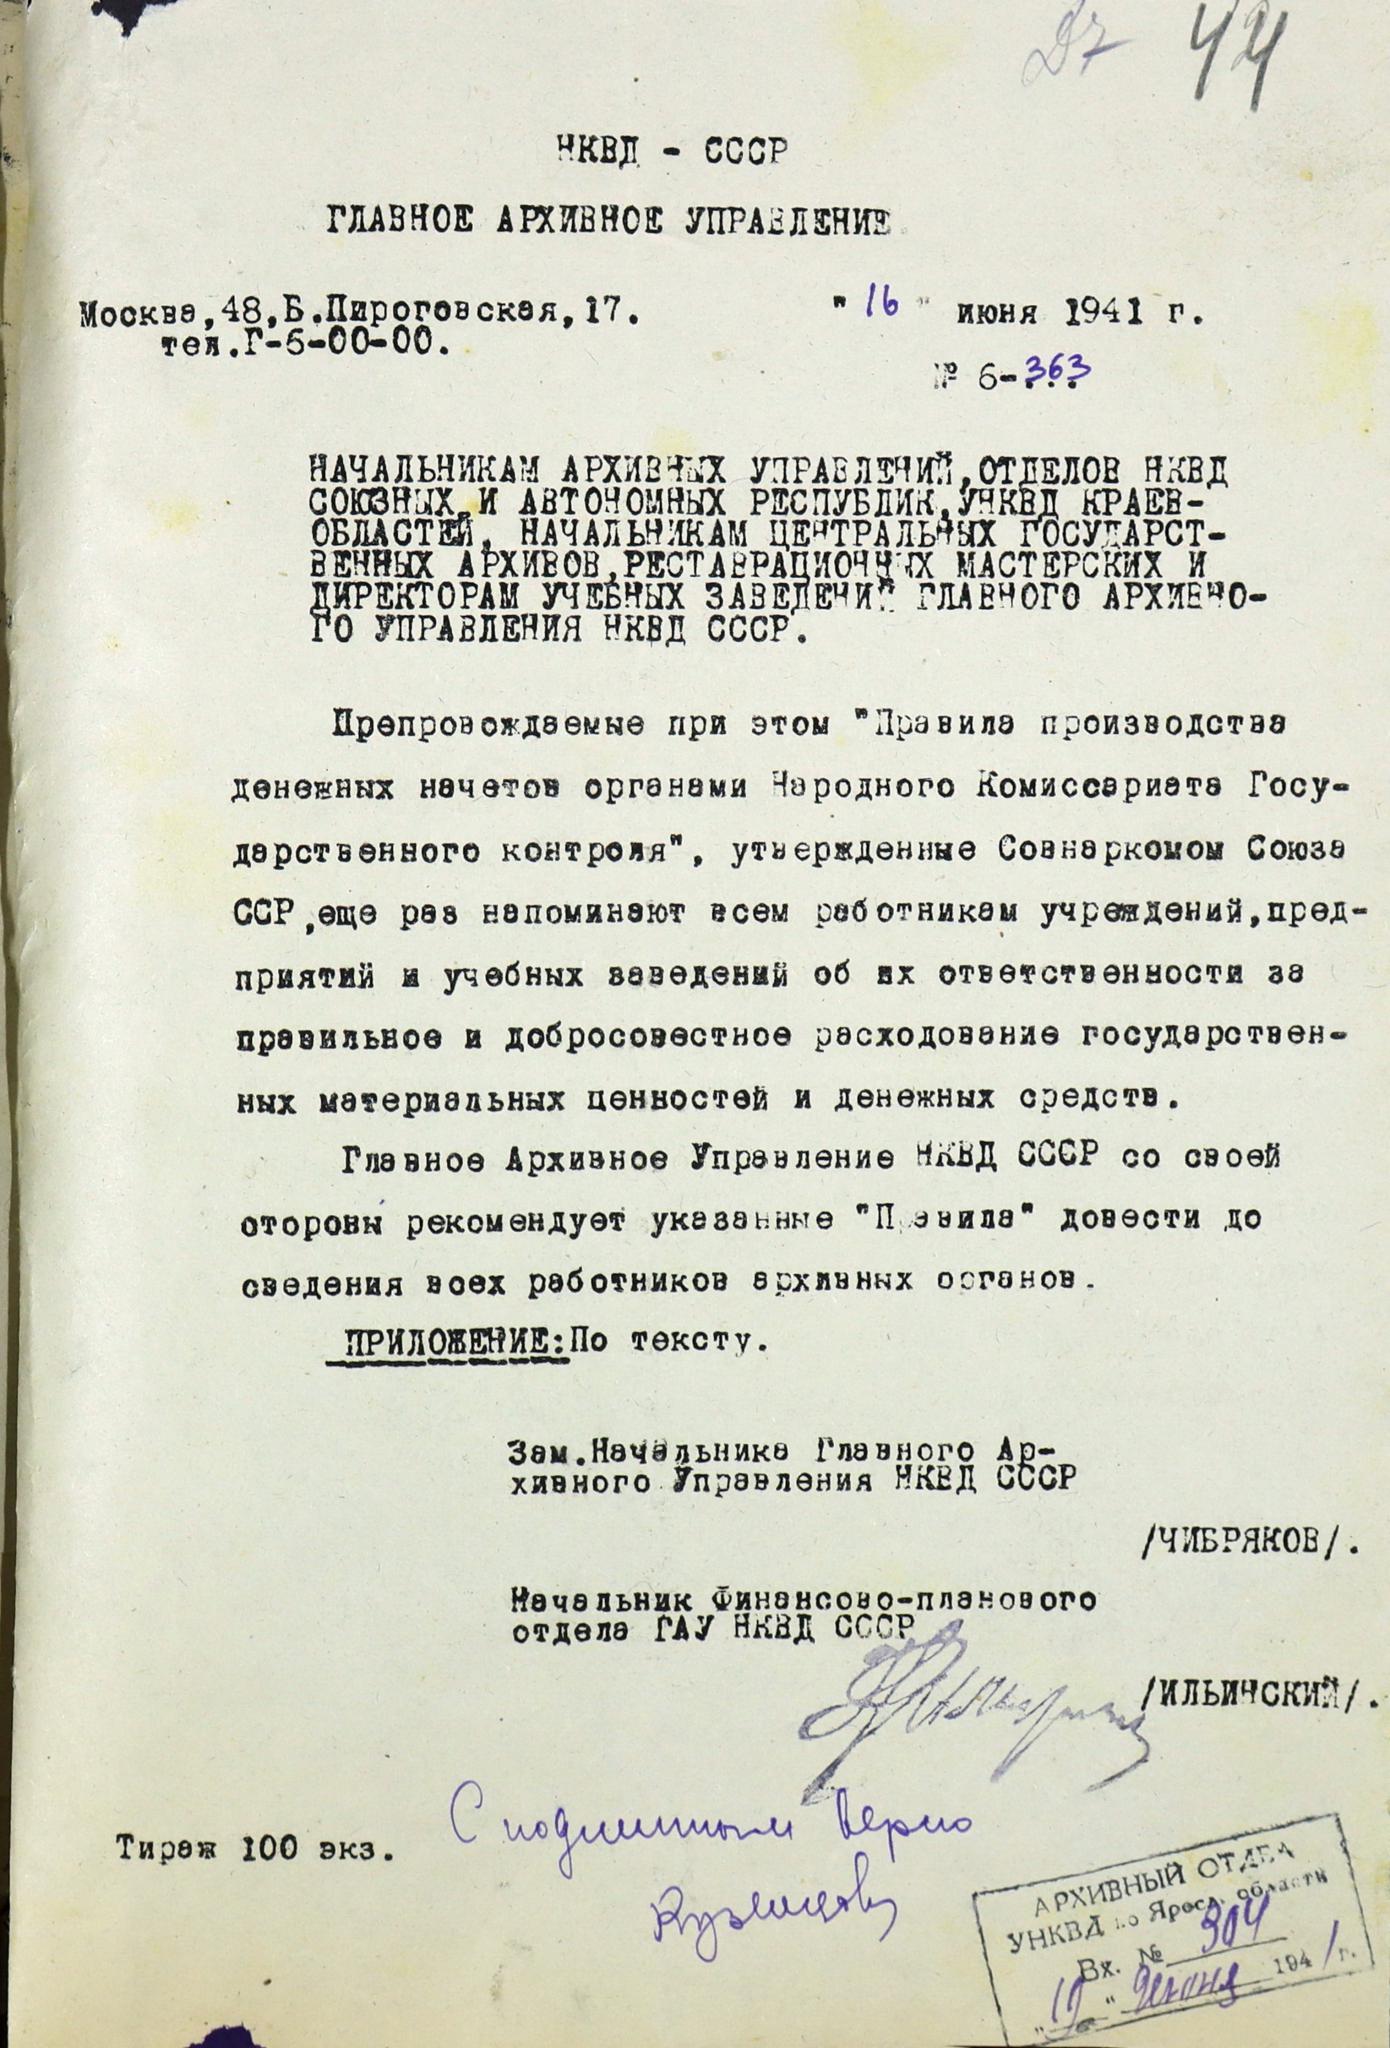 44
НКВД - СССР
ГЛАВНОЕ АРХИВНОЕ УПРАВЛЕНИЕ
Москва,48,Б.Пироговская,17.
тел.Г-6-00-00.
"16" июня 1941 г.
№ 6-363
НАЧАЛЬНИКАМ АРХИВНЫХ УПРАВЛЕНИЙ,ОТДЕЛОВ НКВД
СОЮЗНЫХ И АВТОНОМНЫХ РЕСПУБЛИК,УНКВД КРАЕВ-
ОБЛАСТЕЙ, НАЧАЛЬНИКАМ ЦЕНТРАЛЬНЫХ ГОСУДАРСТ-
ВЕННЫХ АРХИВОВ,РЕСТАВРАЦИОННЫХ МАСТЕРСКИХ И
ДИРЕКТОРАМ УЧЕБНЫХ ЗАВЕДЕНИЙ ГЛАВНОГО АРХИВНО-
ГО УПРАВЛЕНИЯ НКВД СССР.
Препровождаемые при этом "Правила производства
денежных начетов органами Народного Комиссариата Госу-
дарственного контроля", утвержденные Совнаркомом Союза
ССР,еще раз напоминают всем работникам учреждений,пред-
приятий и учебных заведений об их ответственности за
правильное и добросовестное расходование государствен-
ных материальных ценностей и денежных средств.
Главное Архивное Управление НКВД СССР со своей
стороны рекомендует указанные "Правила" довести до
сведения всех работников архивных органов.
ПРИЛОЖЕНИЕ:По тексту.
Зам.Начальника Главного Ар-
хивного Управления НКВД СССР
/ЧИБРЯКОВ/.
Начальник Финансово-планового
отдела ГАУ НКВД СССР
/ИЛЬИНСКИЙ/.
С подлинным верно
Кузнецова
Тираж 100 экз.
АРХИВНЫЙ ОТДЕЛ
УНКВД по Яросл. области
Вх. № 304
"19" июня 1941 г.